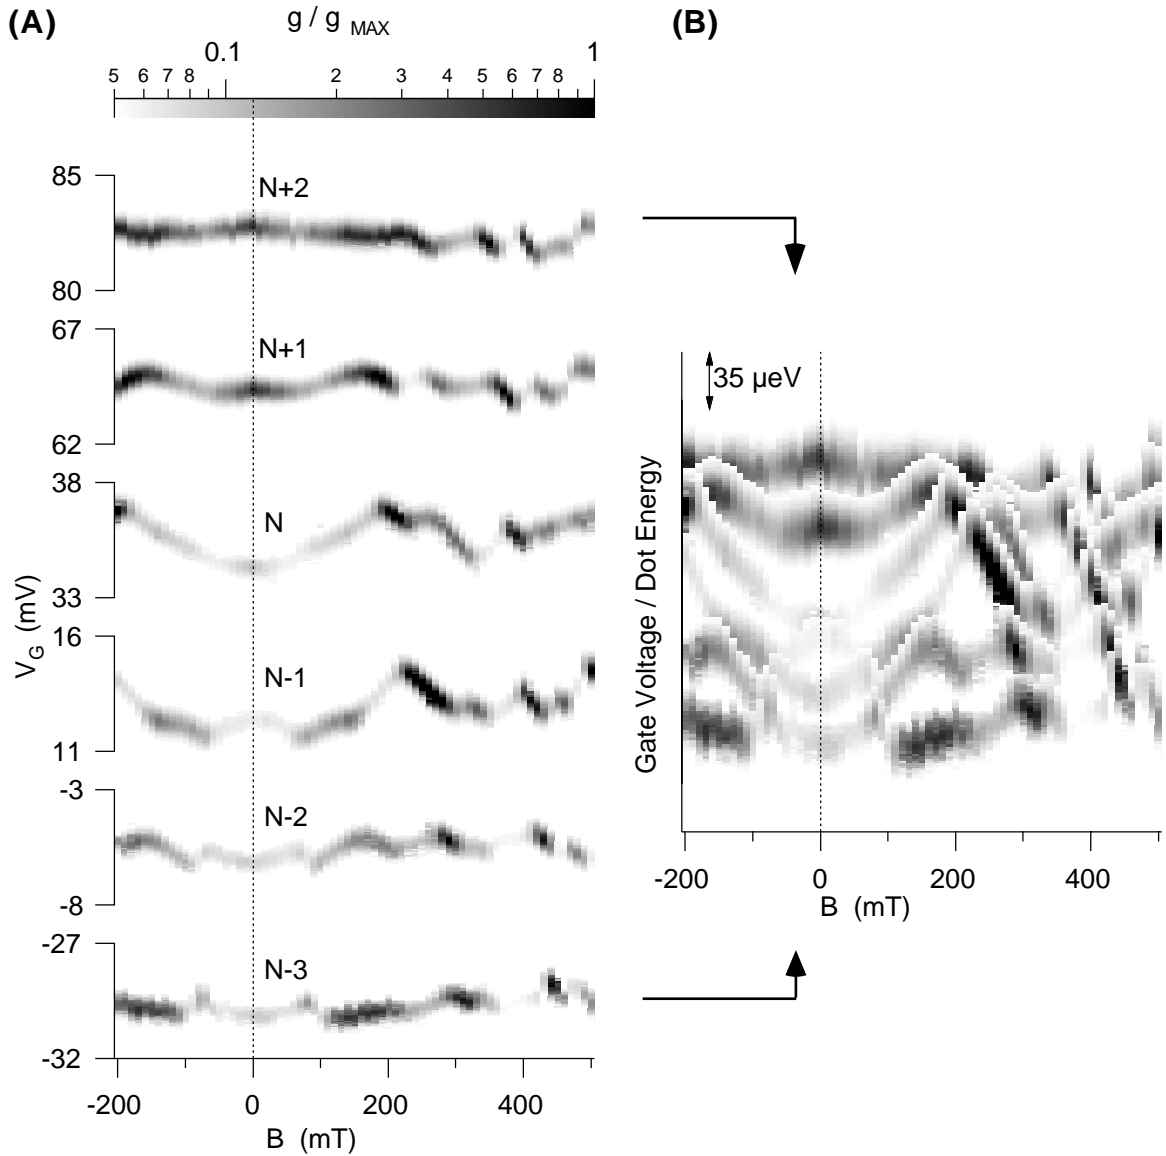 (A)
g / g MAX
0.1 1
5 6 7 8 2 3 4 5 6 7 8
85
N+2
80
67
N+1
62
38
N
33
VG (mV)
16
N-1
11
-3
N-2
-8
-27
N-3
-32
-200 0 200 400
B (mT)
(B)
35 µeV
Gate Voltage / Dot Energy
-200 0 200 400
B (mT)